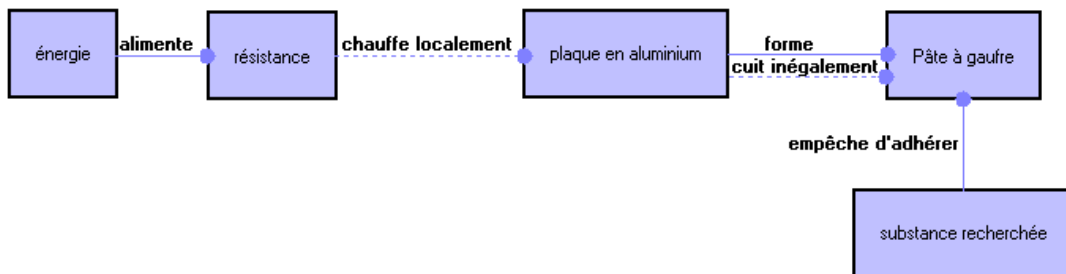 énergie
alimente
résistance
chauffe localement
plaque en aluminium
forme
cuit inégalement
Pâte à gaufre
empêche d'adhérer
substance recherchée